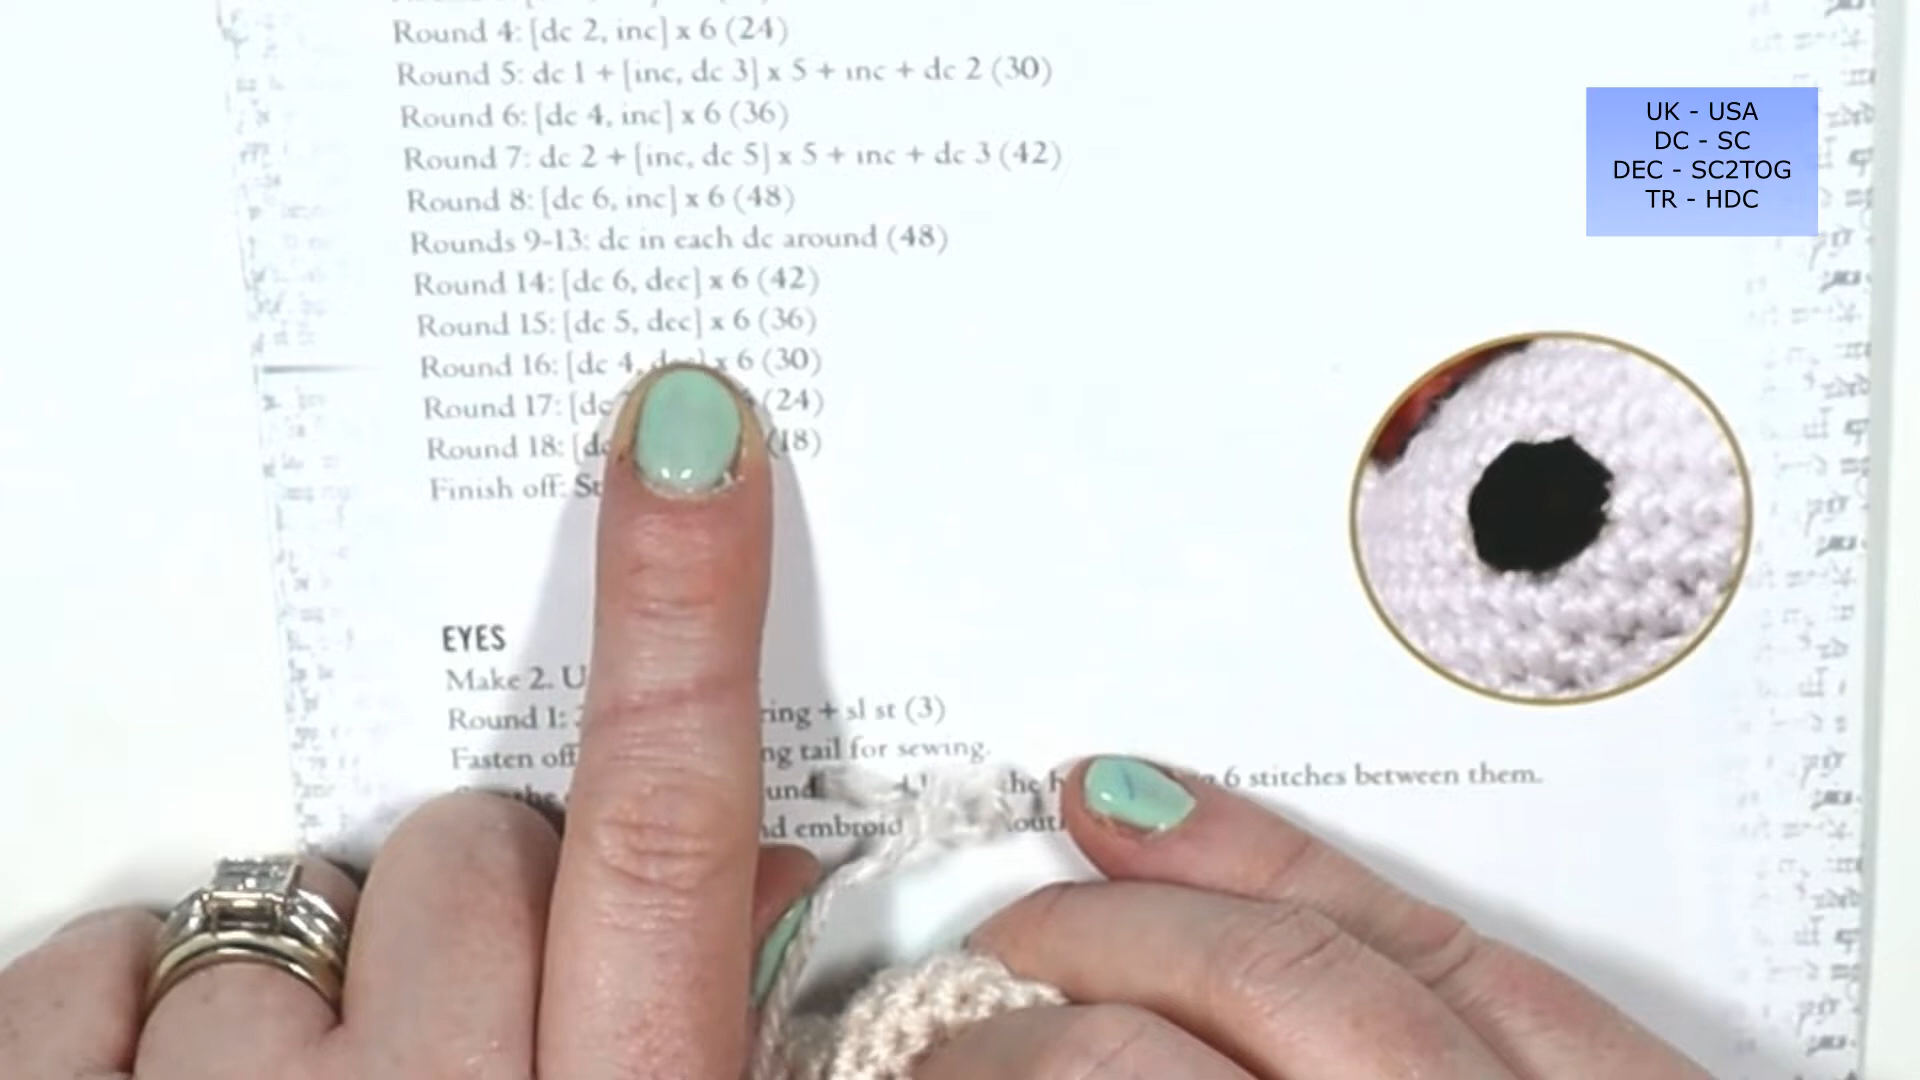 Round 4: [dc 2, inc] x 6 (24)
Round 5: dc 1 + [inc, dc 3] x 5 + inc + dc 2 (30)
Round 6: [dc 4, inc] x 6 (36)
Round 7: dc 2 + [inc, dc 5] x 5 + inc + dc 3 (42)
Round 8: [dc 6, inc] x 6 (48)
Rounds 9-13: dc in each dc around (48)
Round 14: [dc 6, dec] x 6 (42)
Round 15: [dc 5, dec] x 6 (36)
Round 16: [dc 4, dec] x 6 (30)
Round 17: [dc (24)
Round 18: [dc (18)
Finish off:
EYES
Make 2.
Round 1: ring + sl st (3)
Fasten off tail for sewing.
6 stitches between them.
UK - USA
DC - SC
DEC - SC2TOG
TR - HDC